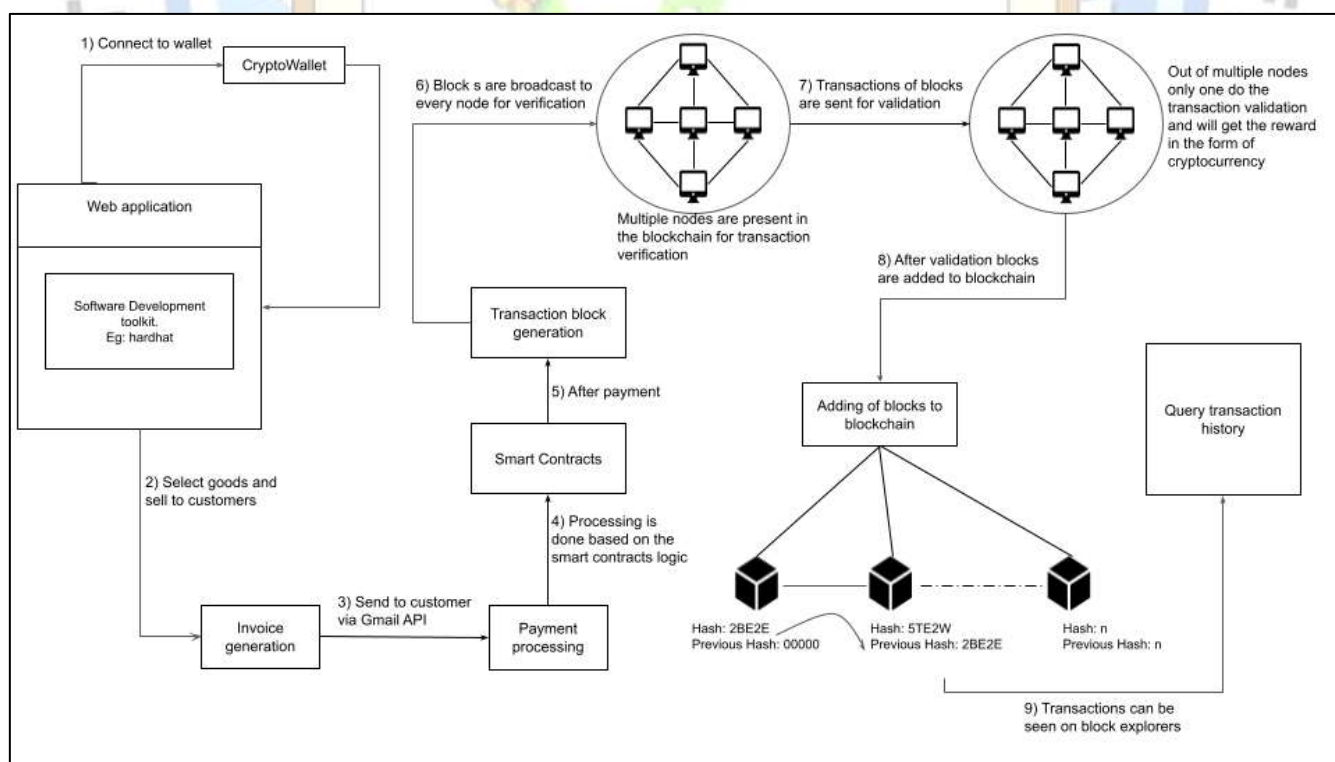 1) Connect to wallet
CryptoWallet
Web application
Software Development
toolkit.
Eg: hardhat
2) Select goods and
sell to customers
Invoice
generation
3) Send to customer
via Gmail API
Payment
processing
4) Processing is
done based on the
smart contracts logic
Smart Contracts
5) After payment
Transaction block
generation
6) Block s are broadcast to
every node for verification
Multiple nodes are present in
the blockchain for transaction
verification
7) Transactions of blocks
are sent for validation
Out of multiple nodes
only one do the
transaction validation
and will get the reward
in the form of
cryptocurrency
8) After validation blocks
are added to blockchain
Adding of blocks to
blockchain
Hash: 2BE2E
Previous Hash: 00000
Hash: 5TE2W
Previous Hash: 2BE2E
Hash: n
Previous Hash: n
9) Transactions can be
seen on block explorers
Query transaction
history